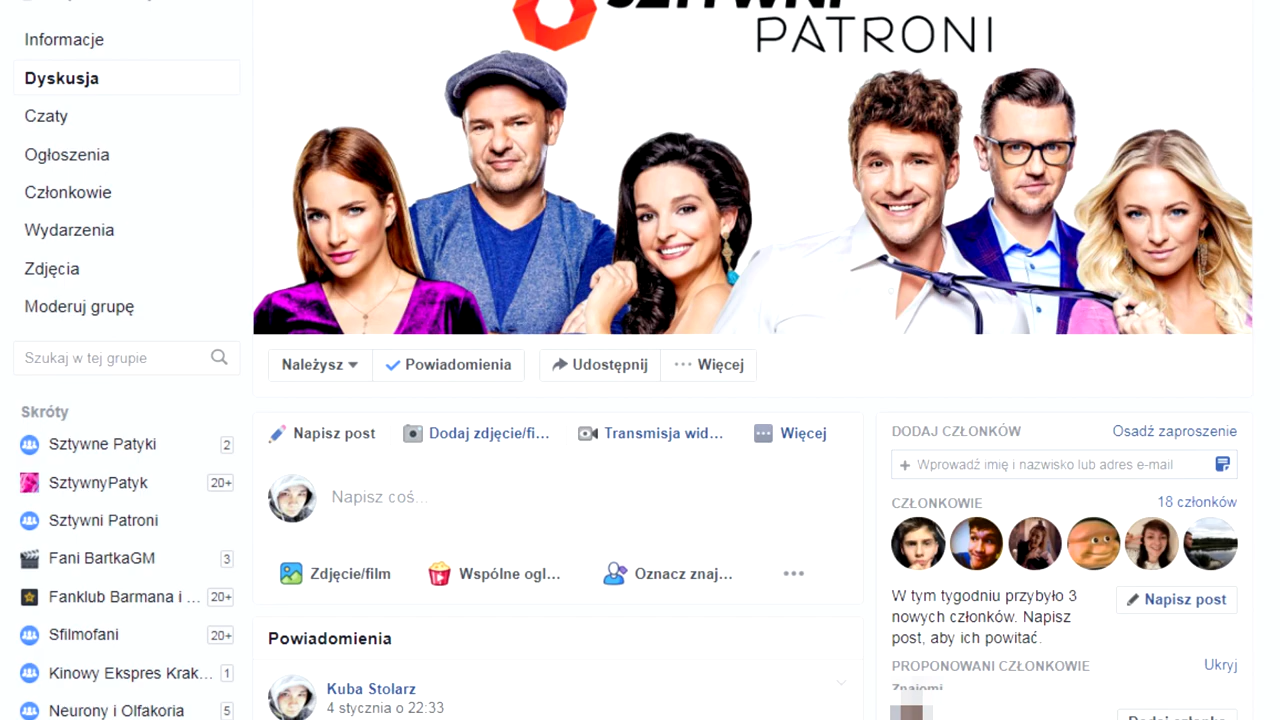 SZTYWNI
PATRONI
Informacje
Dyskusja
Czaty
Ogłoszenia
Członkowie
Wydarzenia
Zdjęcia
Moderuj grupę
Szukaj w tej grupie
Skróty
Sztywne Patyki 2
SztywnyPatyk 20+
Sztywni Patroni
Fani BartkaGM 3
Fanklub Barmana i ... 20+
Sfilmofani 20+
Kinowy Ekspres Krak... 1
Neurony i Olfakoria 5
Należysz Powiadomienia Udostępnij Więcej
Napisz post Dodaj zdjęcie/fi... Transmisja wid... Więcej
Napisz coś...
Zdjęcie/film Wspólne ogl... Oznacz znaj...
Powiadomienia
Kuba Stolarz
4 stycznia o 22:33
DODAJ CZŁONKÓW Osadź zaproszenie
+ Wprowadź imię i nazwisko lub adres e-mail
CZŁONKOWIE 18 członków
W tym tygodniu przybyło 3
nowych członków. Napisz
post, aby ich powitać.
Napisz post
PROPONOWANI CZŁONKOWIE Ukryj
Znajomi
Dodaj członka